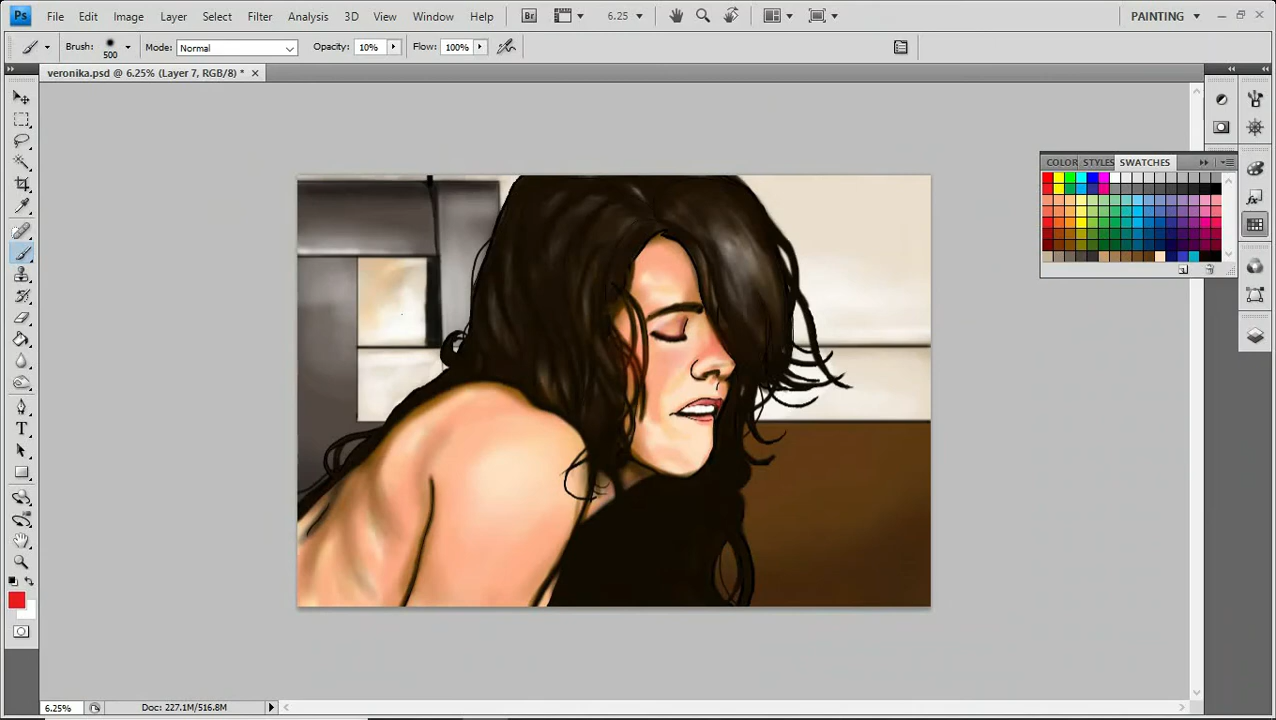 Ps File Edit Image Layer Select Filter Analysis 3D View Window Help Br 6.25 PAINTING
Brush: 500 Mode: Normal Opacity: 10% Flow: 100%
veronika.psd @ 6.25% (Layer 7, RGB/8) *
COLOR STYLES SWATCHES
6.25% Doc: 227.1M/516.8M